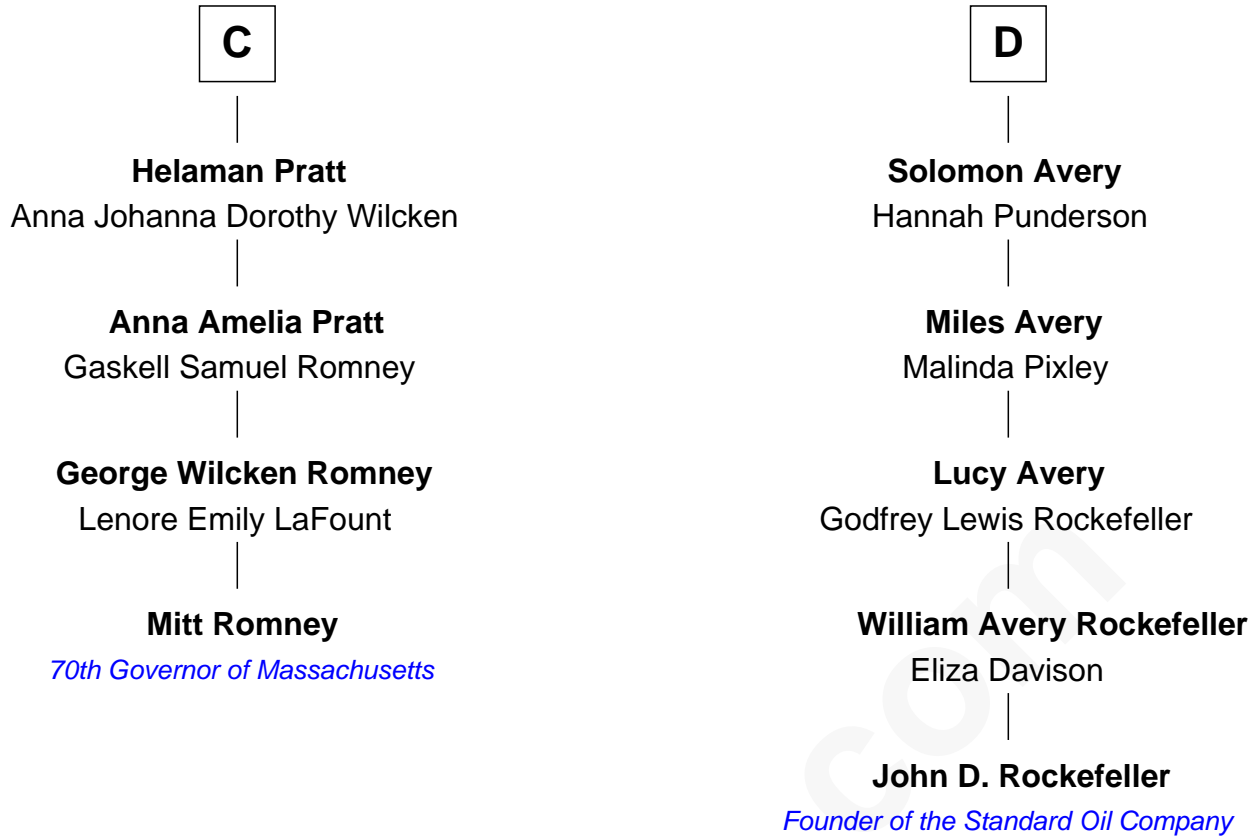 C
Helaman Pratt
Anna Johanna Dorothy Wilcken
Anna Amelia Pratt
Gaskell Samuel Romney
George Wilcken Romney
Lenore Emily LaFount
Mitt Romney
70th Governor of Massachusetts
D
Solomon Avery
Hannah Punderson
Miles Avery
Malinda Pixley
Lucy Avery
Godfrey Lewis Rockefeller
William Avery Rockefeller
Eliza Davison
John D. Rockefeller
Founder of the Standard Oil Company
com